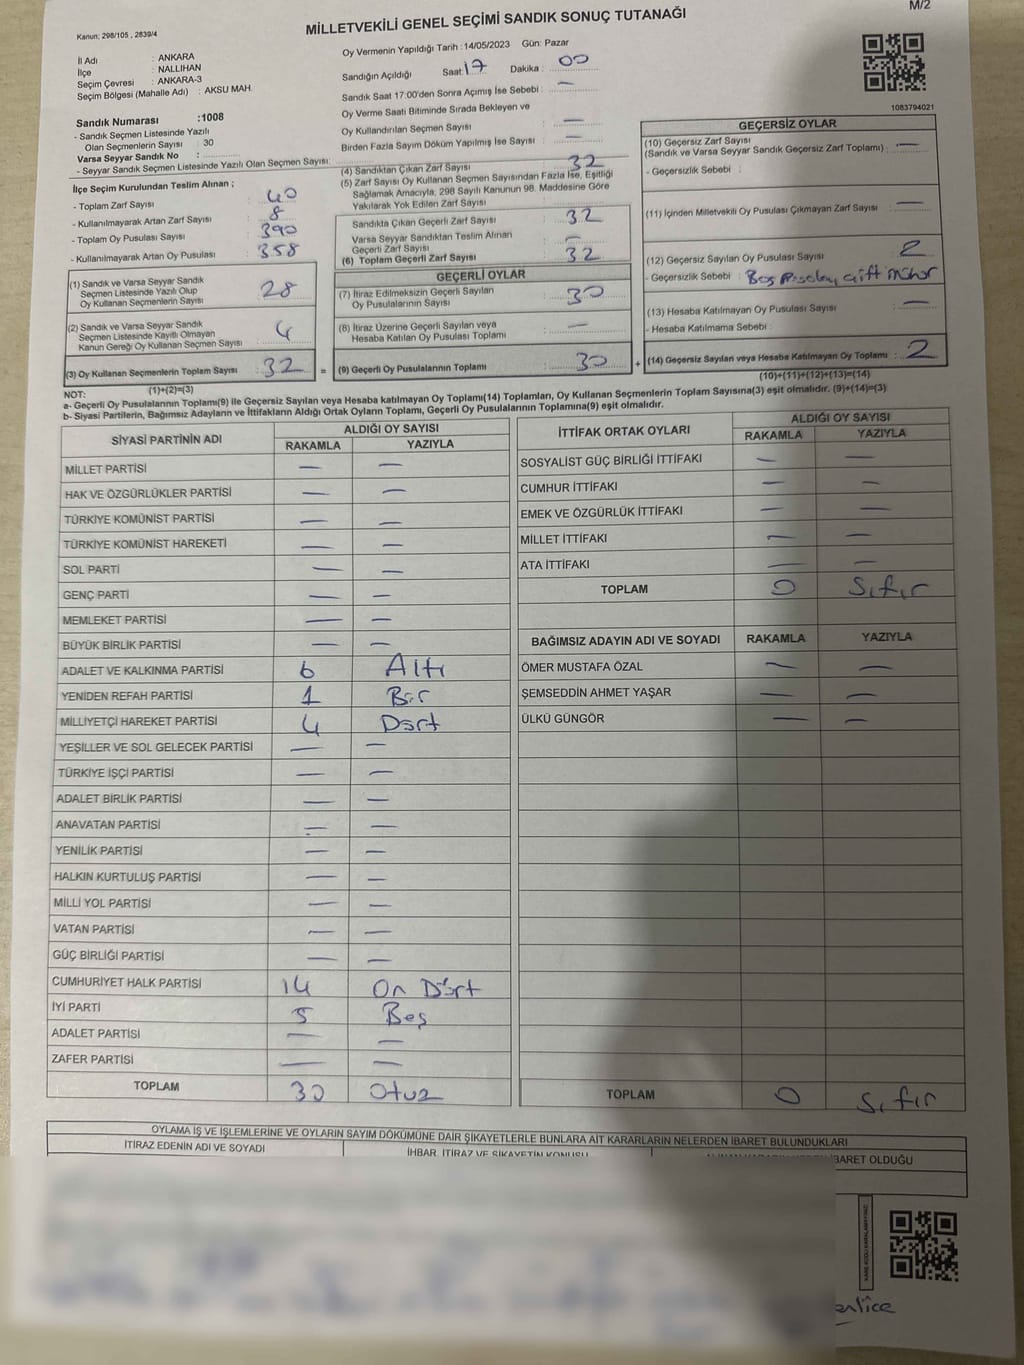 M/2
Kanun; 298/105 , 2839/4
MİLLETVEKİLİ GENEL SEÇİMİ SANDIK SONUÇ TUTANAĞI
İl Adı : ANKARA
İlçe : NALLIHAN
Seçim Çevresi : ANKARA-3
Seçim Bölgesi (Mahalle Adı) : AKSU MAH.
Sandık Numarası :1008
- Sandık Seçmen Listesinde Yazılı
Olan Seçmenlerin Sayısı : 30
Varsa Seyyar Sandık No :
- Seyyar Sandık Seçmen Listesinde Yazılı Olan Seçmen Sayısı:
Oy Vermenin Yapıldığı Tarih :14/05/2023 Gün: Pazar
Sandığın Açıldığı Saat: 17 Dakika : 00
Sandık Saat 17:00'den Sonra Açılmış İse Sebebi : —
Oy Verme Saati Bitiminde Sırada Bekleyen ve
Oy Kullandırılan Seçmen Sayısı : —
Birden Fazla Sayım Döküm Yapılmış İse Sayısı : —
1083794021
İlçe Seçim Kurulundan Teslim Alınan ;
- Toplam Zarf Sayısı : 40
- Kullanılmayarak Artan Zarf Sayısı : 8
- Toplam Oy Pusulası Sayısı : 390
- Kullanılmayarak Artan Oy Pusulası : 358
(1) Sandık ve Varsa Seyyar Sandık
Seçmen Listesinde Yazılı Olup
Oy Kullanan Seçmenlerin Sayısı : 28
(2) Sandık ve Varsa Seyyar Sandık
Seçmen Listesinde Kayıtlı Olmayan
Kanun Gereği Oy Kullanan Seçmen Sayısı : 4
(3) Oy Kullanan Seçmenlerin Toplam Sayısı : 32
(1)+(2)=(3)
(4) Sandıktan Çıkan Zarf Sayısı : 32
(5) Zarf Sayısı Oy Kullanan Seçmen Sayısından Fazla İse, Eşitliği
Sağlamak Amacıyla, 298 Sayılı Kanunun 98. Maddesine Göre
Yakılarak Yok Edilen Zarf Sayısı :
Sandıkta Çıkan Geçerli Zarf Sayısı : 32
Varsa Seyyar Sandıktan Teslim Alınan
Geçerli Zarf Sayısı : —
(6) Toplam Geçerli Zarf Sayısı : 32
GEÇERLİ OYLAR
(7) İtiraz Edilmeksizin Geçerli Sayılan
Oy Pusulalarının Sayısı : 30
(8) İtiraz Üzerine Geçerli Sayılan veya
Hesaba Katılan Oy Pusulası Toplamı : —
= (9) Geçerli Oy Pusulalarının Toplamı : 30 +
GEÇERSİZ OYLAR
(10) Geçersiz Zarf Sayısı
(Sandık ve Varsa Seyyar Sandık Geçersiz Zarf Toplamı) : —
- Geçersizlik Sebebi :
(11) İçinden Milletvekili Oy Pusulası Çıkmayan Zarf Sayısı : —
(12) Geçersiz Sayılan Oy Pusulası Sayısı : 2
- Geçersizlik Sebebi : Boş çift mühür
(13) Hesaba Katılmayan Oy Pusulası Sayısı : —
- Hesaba Katılmama Sebebi :
(14) Geçersiz Sayılan veya Hesaba Katılmayan Oy Toplamı : 2
(10)+(11)+(12)+(13)=(14)
NOT:
a- Geçerli Oy Pusulalarının Toplamı(9) ile Geçersiz Sayılan veya Hesaba katılmayan Oy Toplamı(14) Toplamları, Oy Kullanan Seçmenlerin Toplam Sayısına(3) eşit olmalıdır. (9)+(14)=(3)
b- Siyasi Partilerin, Bağımsız Adayların ve İttifakların Aldığı Ortak Oyların Toplamı, Geçerli Oy Pusulalarının Toplamına(9) eşit olmalıdır.
SİYASİ PARTİNİN ADI ALDIĞI OY SAYISI
RAKAMLA YAZIYLA
MİLLET PARTİSİ — —
HAK VE ÖZGÜRLÜKLER PARTİSİ — —
TÜRKİYE KOMÜNİST PARTİSİ — —
TÜRKİYE KOMÜNİST HAREKETİ — —
SOL PARTİ — —
GENÇ PARTİ — —
MEMLEKET PARTİSİ — —
BÜYÜK BİRLİK PARTİSİ — —
ADALET VE KALKINMA PARTİSİ 6 Altı
YENİDEN REFAH PARTİSİ 1 Bir
MİLLİYETÇİ HAREKET PARTİSİ 4 Dört
YEŞİLLER VE SOL GELECEK PARTİSİ — —
TÜRKİYE İŞÇİ PARTİSİ — —
ADALET BİRLİK PARTİSİ — —
ANAVATAN PARTİSİ — —
YENİLİK PARTİSİ — —
HALKIN KURTULUŞ PARTİSİ — —
MİLLİ YOL PARTİSİ — —
VATAN PARTİSİ — —
GÜÇ BİRLİĞİ PARTİSİ — —
CUMHURİYET HALK PARTİSİ 14 On Dört
İYİ PARTİ 5 Beş
ADALET PARTİSİ — —
ZAFER PARTİSİ — —
TOPLAM 30 Otuz
İTTİFAK ORTAK OYLARI ALDIĞI OY SAYISI
RAKAMLA YAZIYLA
SOSYALİST GÜÇ BİRLİĞİ İTTİFAKI — —
CUMHUR İTTİFAKI — —
EMEK VE ÖZGÜRLÜK İTTİFAKI — —
MİLLET İTTİFAKI — —
ATA İTTİFAKI — —
TOPLAM 0 Sıfır
BAĞIMSIZ ADAYIN ADI VE SOYADI RAKAMLA YAZIYLA
ÖMER MUSTAFA ÖZAL — —
ŞEMSEDDİN AHMET YAŞAR — —
ÜLKÜ GÜNGÖR — —
TOPLAM 0 Sıfır
OYLAMA İŞ VE İŞLEMLERİNE VE OYLARIN SAYIM DÖKÜMÜNE DAİR ŞİKAYETLERLE BUNLARA AİT KARARLARIN NELERDEN İBARET BULUNDUKLARI
İTİRAZ EDENİN ADI VE SOYADI
İHBAR, İTİRAZ VE ŞİKAYETİN KONUSU
İBARET OLDUĞU